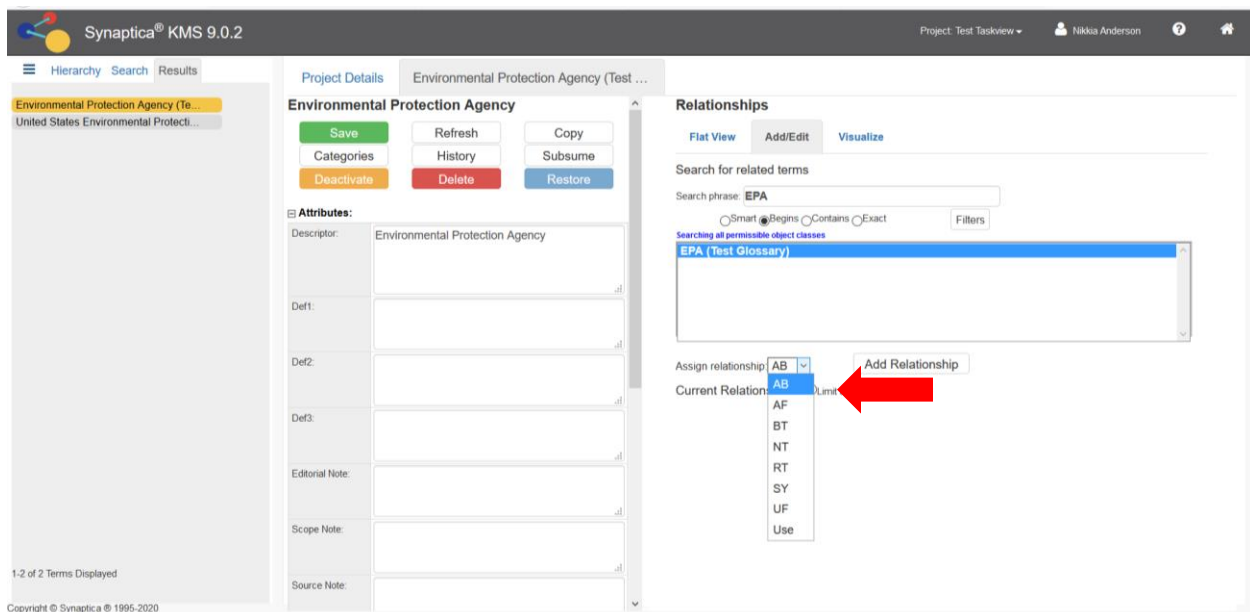 Synaptica® KMS 9.0.2
Project: Test Taskview
Nikkia Anderson
?
Hierarchy Search Results
Environmental Protection Agency (Te...
United States Environmental Protecti...
1-2 of 2 Terms Displayed
Copyright © Synaptica ® 1995-2020
Project Details Environmental Protection Agency (Test ...
Environmental Protection Agency
Save Refresh Copy
Categories History Subsume
Deactivate Delete Restore
Attributes:
Descriptor: Environmental Protection Agency
Def1:
Def2:
Def3:
Editorial Note:
Scope Note:
Source Note:
Relationships
Flat View Add/Edit Visualize
Search for related terms
Search phrase: EPA
Smart Begins Contains Exact Filters
Searching all permissible object classes
EPA (Test Glossary)
Assign relationship: AB Add Relationship
Current Relation Limit
AB
AF
BT
NT
RT
SY
UF
Use